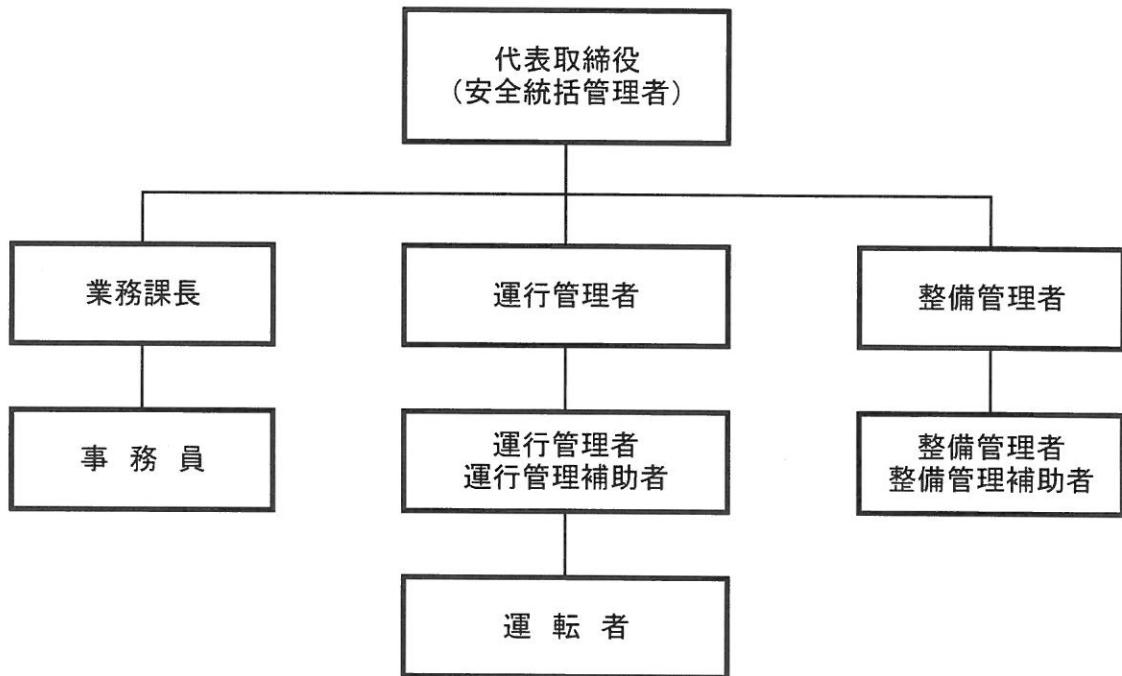 代表取締役
（安全統括管理者）
業務課長
運行管理者
整備管理者
事 務 員
運行管理者
運行管理補助者
整備管理者
整備管理補助者
運 転 者